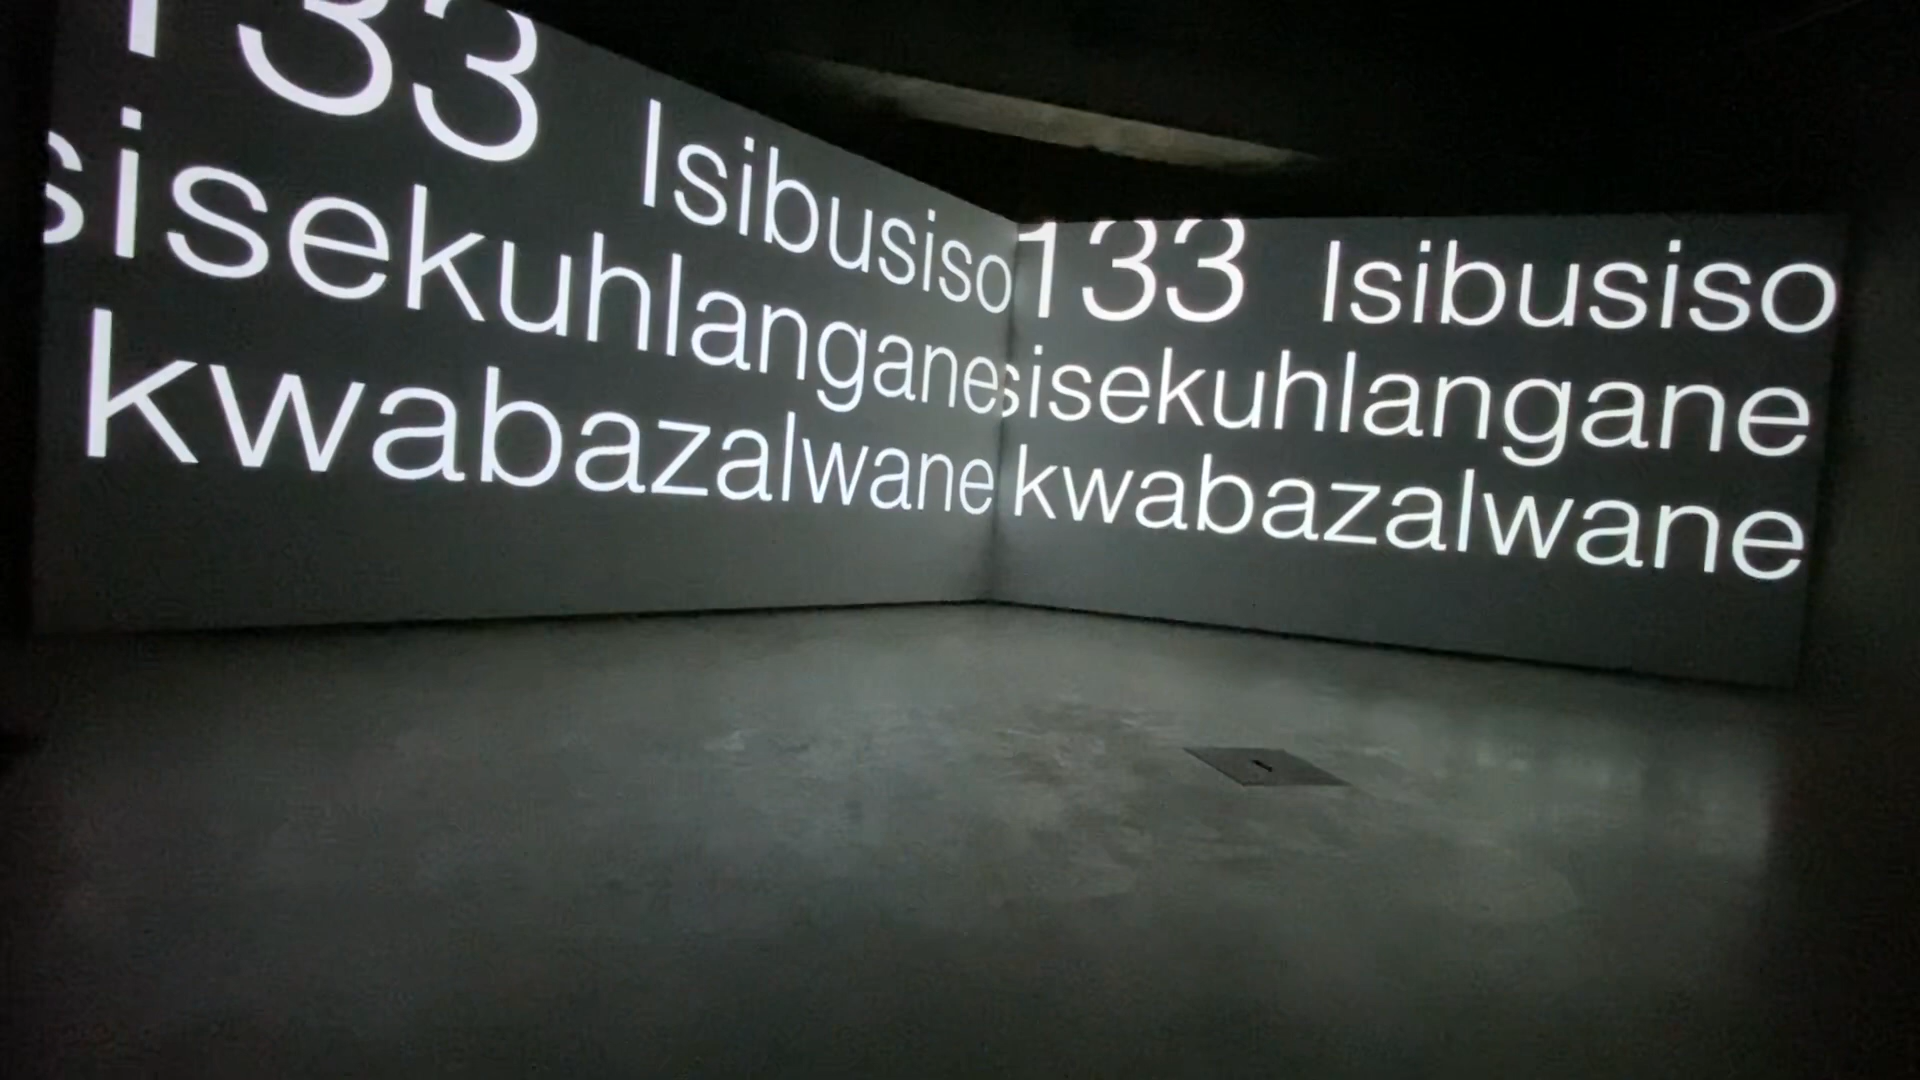 133 Isibusiso
sisekuhlangane
kwabazalwane
133 Isibusiso
sisekuhlangane
kwabazalwane